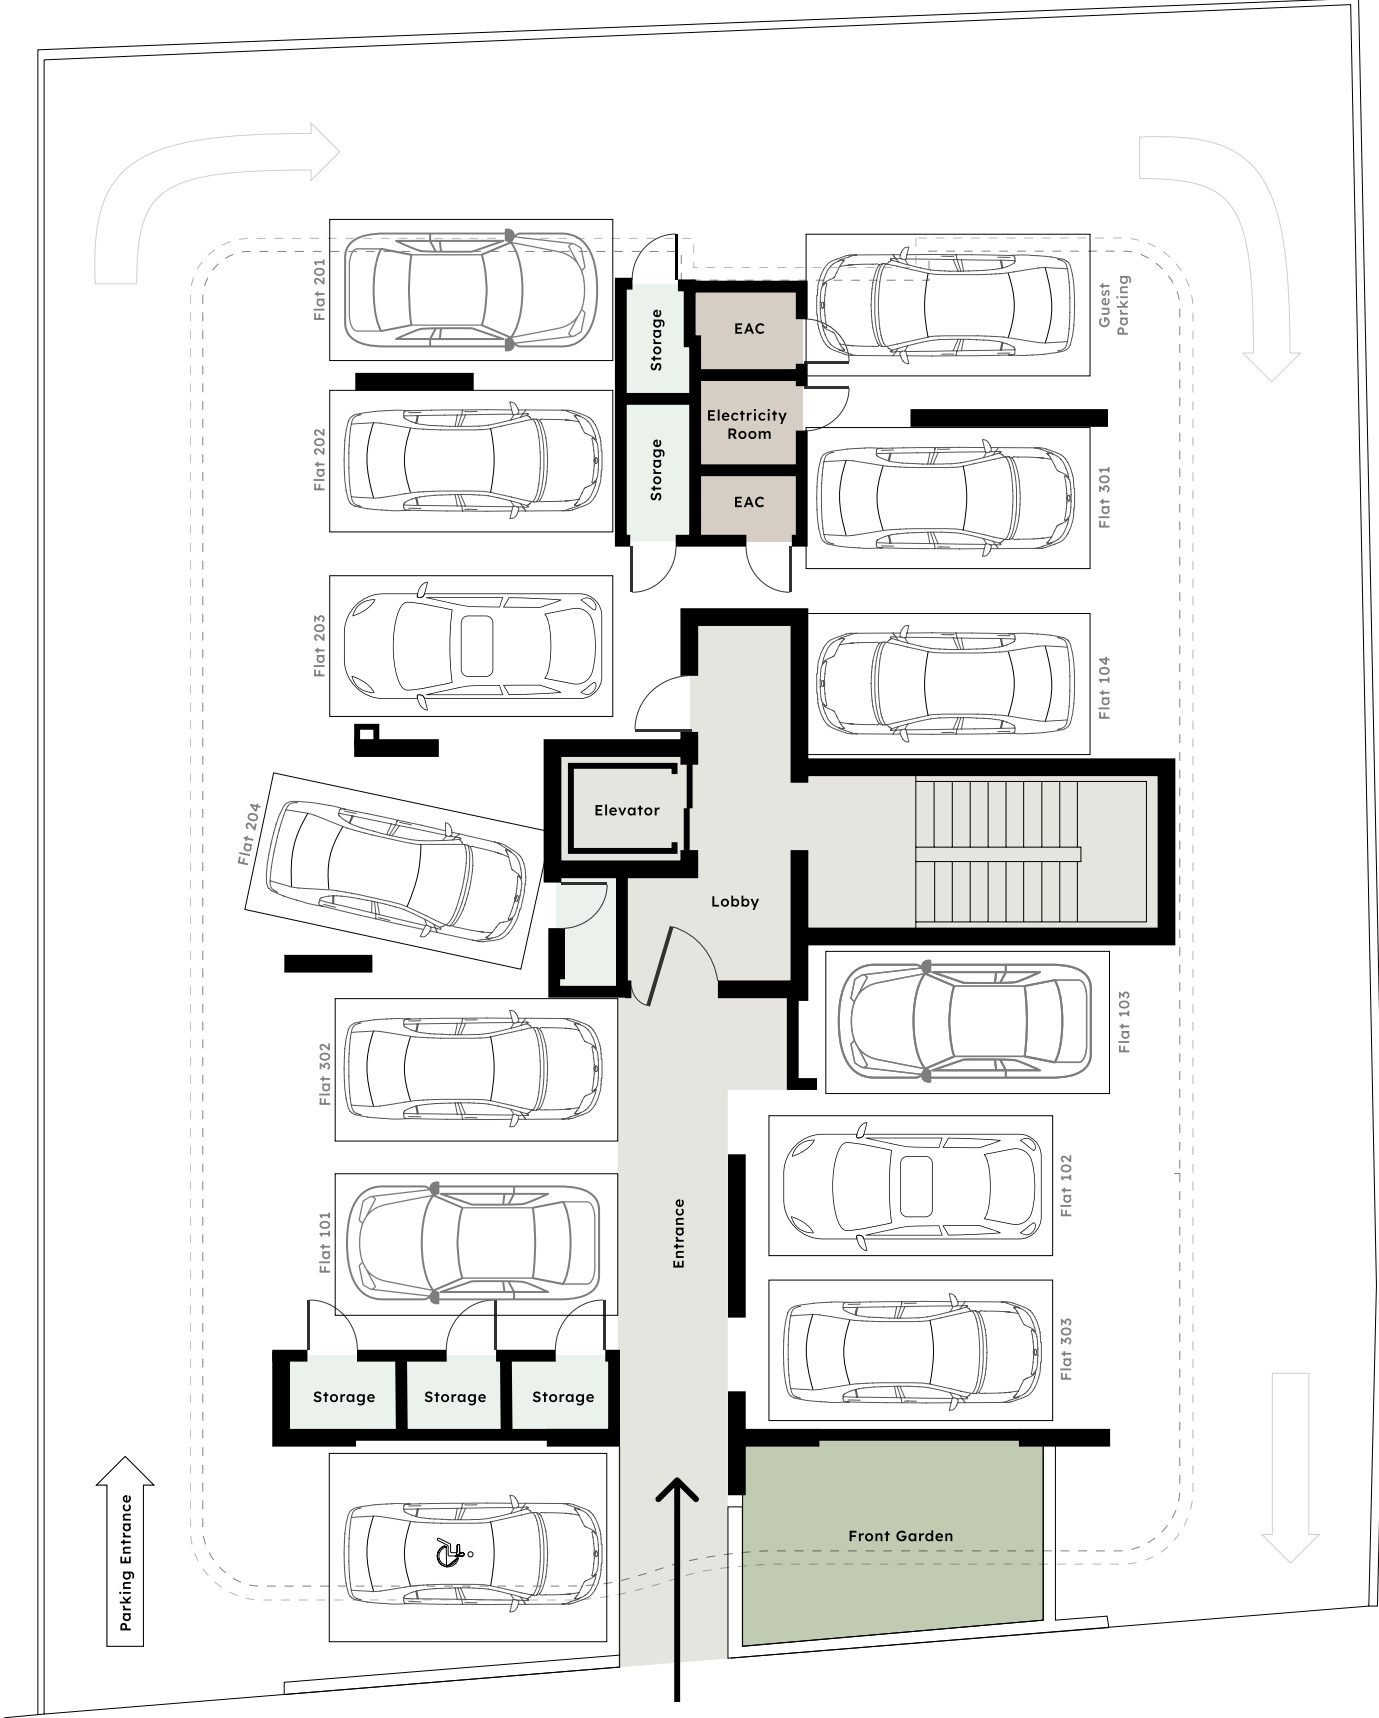 Flat 201
Storage
EAC
Guest
Parking
Flat 202
Storage
Electricity
Room
EAC
Flat 301
Flat 203
Flat 104
Flat 204
Elevator
Lobby
Flat 302
Flat 103
Flat 101
Entrance
Flat 102
Flat 303
Storage
Storage
Storage
Parking Entrance
Front Garden